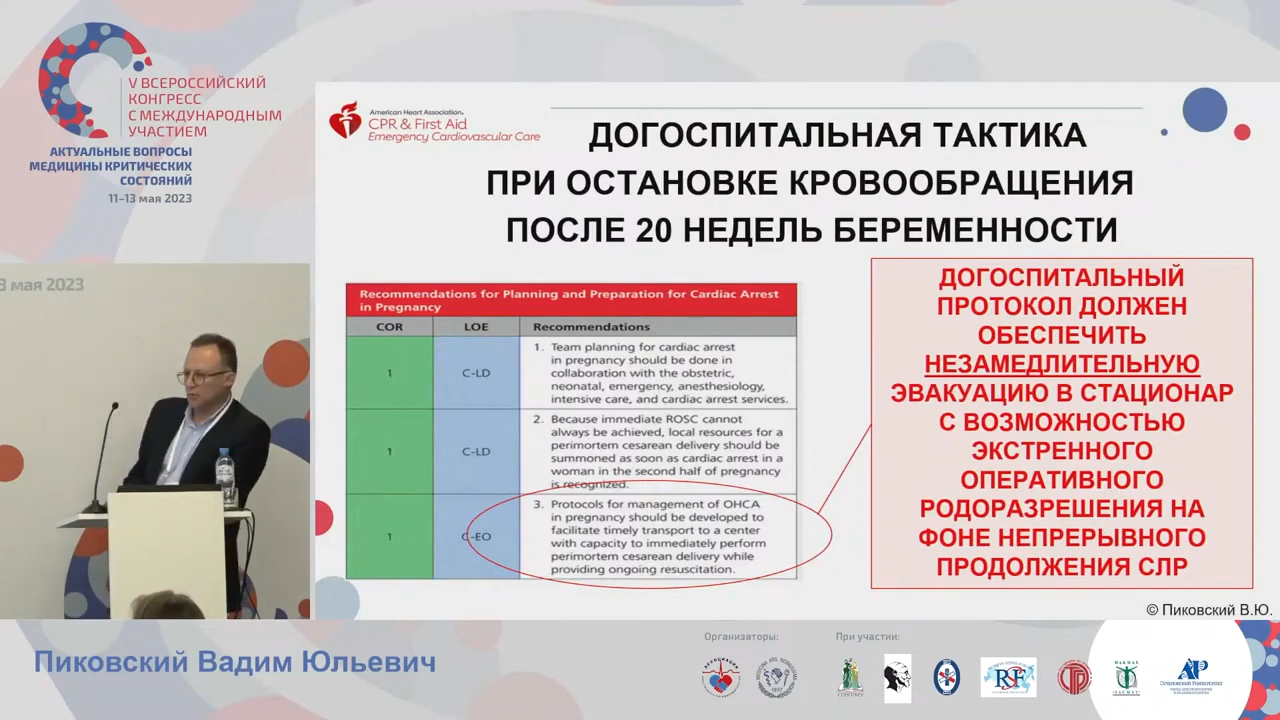 V ВСЕРОССИЙСКИЙ
КОНГРЕСС
С МЕЖДУНАРОДНЫМ
УЧАСТИЕМ
АКТУАЛЬНЫЕ ВОПРОСЫ
МЕДИЦИНЫ КРИТИЧЕСКИХ
СОСТОЯНИЙ
11–13 мая 2023
3 мая 2023
American Heart Association.
CPR & First Aid
Emergency Cardiovascular Care
ДОГОСПИТАЛЬНАЯ ТАКТИКА
ПРИ ОСТАНОВКЕ КРОВООБРАЩЕНИЯ
ПОСЛЕ 20 НЕДЕЛЬ БЕРЕМЕННОСТИ
Recommendations for Planning and Preparation for Cardiac Arrest
in Pregnancy
COR LOE Recommendations
1 C-LD 1. Team planning for cardiac arrest
in pregnancy should be done in
collaboration with the obstetric,
neonatal, emergency, anesthesiology,
intensive care, and cardiac arrest services.
1 C-LD 2. Because immediate ROSC cannot
always be achieved, local resources for a
perimortem cesarean delivery should be
summoned as soon as cardiac arrest in a
woman in the second half of pregnancy
is recognized.
1 C-EO 3. Protocols for management of OHCA
in pregnancy should be developed to
facilitate timely transport to a center
with capacity to immediately perform
perimortem cesarean delivery while
providing ongoing resuscitation.
ДОГОСПИТАЛЬНЫЙ
ПРОТОКОЛ ДОЛЖЕН
ОБЕСПЕЧИТЬ
НЕЗАМЕДЛИТЕЛЬНУЮ
ЭВАКУАЦИЮ В СТАЦИОНАР
С ВОЗМОЖНОСТЬЮ
ЭКСТРЕННОГО
ОПЕРАТИВНОГО
РОДОРАЗРЕШЕНИЯ НА
ФОНЕ НЕПРЕРЫВНОГО
ПРОДОЛЖЕНИЯ СЛР
© Пиковский В.Ю.
Пиковский Вадим Юльевич
Организаторы:
При участии: